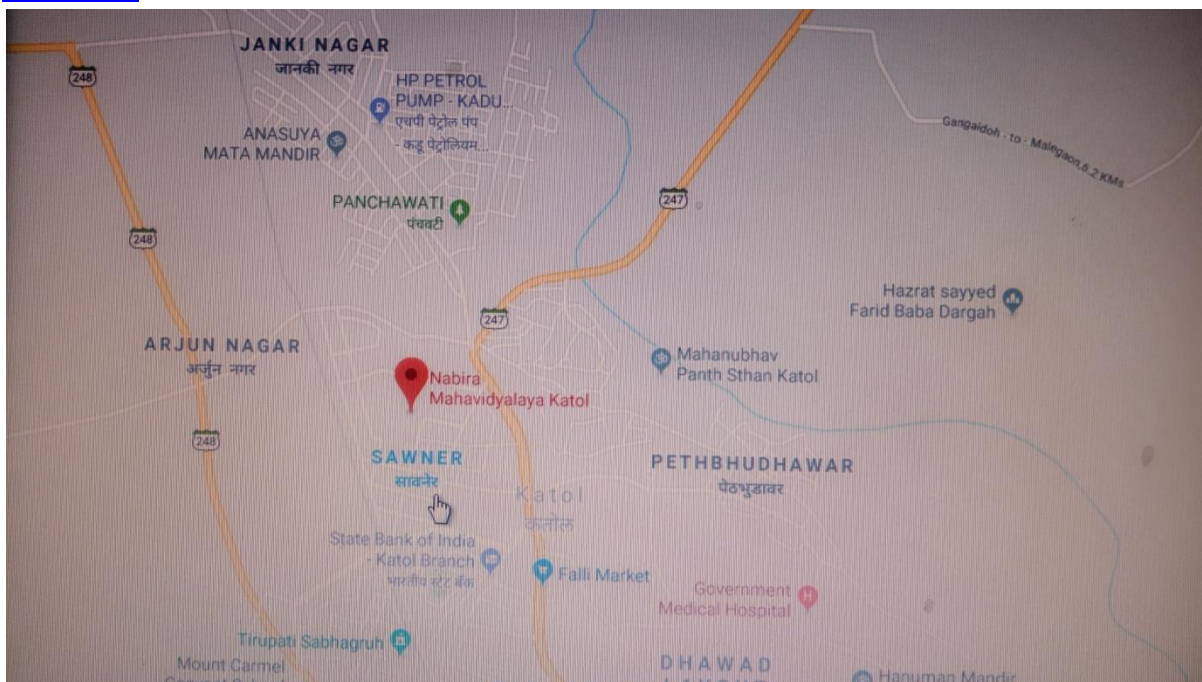 JANKI NAGAR
जानकी नगर
248
HP PETROL
PUMP - KADU...
एचपी पेट्रोल पंप
- कडू पेट्रोलियम...
ANASUYA
MATA MANDIR
Gangaidoh - to - Malegaon,6.2 KMs
PANCHAWATI
पंचवटी
247
248
Hazrat sayyed
Farid Baba Dargah
247
ARJUN NAGAR
अर्जुन नगर
Mahanubhav
Panth Sthan Katol
Nabira
Mahavidyalaya Katol
248
SAWNER
सावनेर
PETHBHUDHAWAR
पेठभुडावर
Katol
कतोल
State Bank of India
- Katol Branch
भारतीय स्टेट बँक
Falli Market
Government
Medical Hospital
H
Tirupati Sabhagruh
Mount Carmel
DHAWAD
Hanuman Mandir